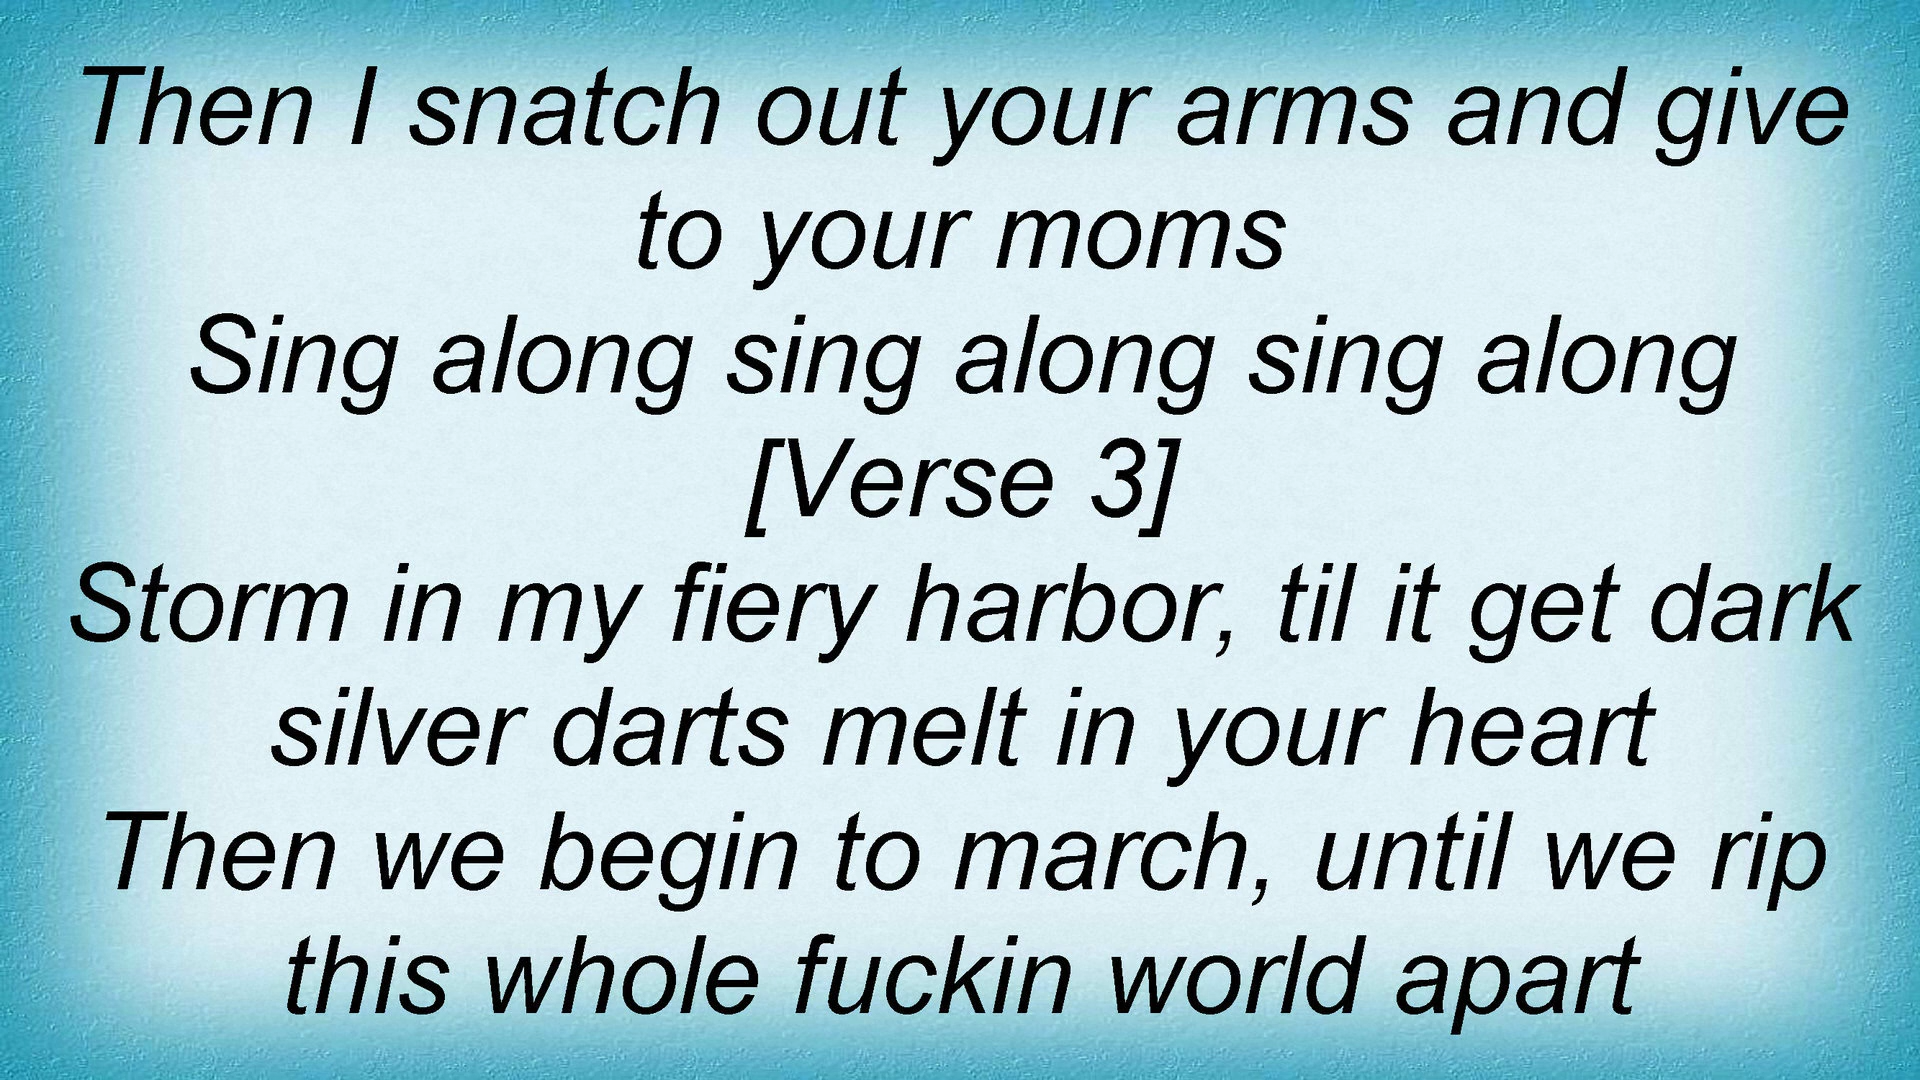 Then I snatch out your arms and give
to your moms
Sing along sing along sing along
[Verse 3]
Storm in my fiery harbor, til it get dark
silver darts melt in your heart
Then we begin to march, until we rip
this whole fuckin world apart